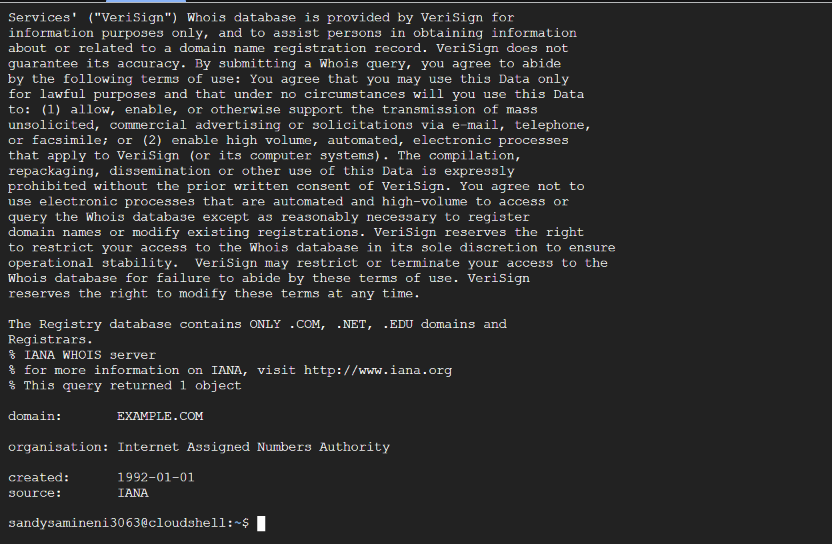 Services' ("VeriSign") Whois database is provided by VeriSign for
information purposes only, and to assist persons in obtaining information
about or related to a domain name registration record. VeriSign does not
guarantee its accuracy. By submitting a Whois query, you agree to abide
by the following terms of use: You agree that you may use this Data only
for lawful purposes and that under no circumstances will you use this Data
to: (1) allow, enable, or otherwise support the transmission of mass
unsolicited, commercial advertising or solicitations via e-mail, telephone,
or facsimile; or (2) enable high volume, automated, electronic processes
that apply to VeriSign (or its computer systems). The compilation,
repackaging, dissemination or other use of this Data is expressly
prohibited without the prior written consent of VeriSign. You agree not to
use electronic processes that are automated and high-volume to access or
query the Whois database except as reasonably necessary to register
domain names or modify existing registrations. VeriSign reserves the right
to restrict your access to the Whois database in its sole discretion to ensure
operational stability.  VeriSign may restrict or terminate your access to the
Whois database for failure to abide by these terms of use. VeriSign
reserves the right to modify these terms at any time.

The Registry database contains ONLY .COM, .NET, .EDU domains and
Registrars.
% IANA WHOIS server
% for more information on IANA, visit http://www.iana.org
% This query returned 1 object

domain:       EXAMPLE.COM

organisation: Internet Assigned Numbers Authority

created:      1992-01-01
source:       IANA

sandysamineni3063@cloudshell:~$